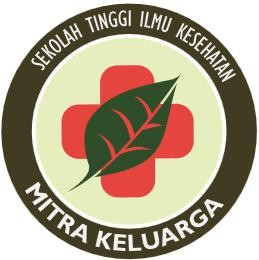 SEKOLAH TINGGI ILMU KESEHATAN
MITRA KELUARGA